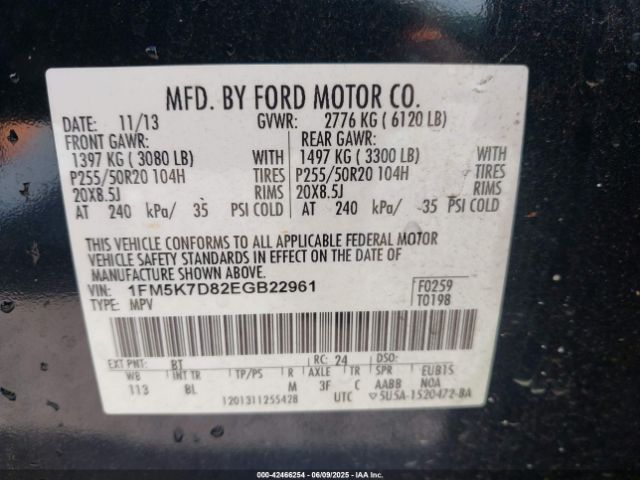 MFD. BY FORD MOTOR CO.
DATE: 11/13 GVWR: 2776 KG ( 6120 LB)
FRONT GAWR: REAR GAWR:
1397 KG ( 3080 LB) WITH 1497 KG ( 3300 LB) WITH
P255/50R20 104H TIRES P255/50R20 104H TIRES
20X8.5J RIMS 20X8.5J RIMS
AT 240 kPa/ 35 PSI COLD AT 240 kPa/ 35 PSI COLD
THIS VEHICLE CONFORMS TO ALL APPLICABLE FEDERAL MOTOR
VEHICLE SAFETY STANDARDS IN EFFECT ON THE DATE OF
MANUFACTURE SHOWN ABOVE.
VIN: 1FM5K7D82EGB22961 F0259
TYPE: MPV T0198
EXT PNT: BT RC: 24 DSO:
WB INT TR TP/PS R AXLE TR SPR EUB1S
113 BL M 3F C AABB NOA
1201311255428 UTC ▽5U5A-1520472-BA
000-42466254 | 06/09/2025 | IAA Inc.